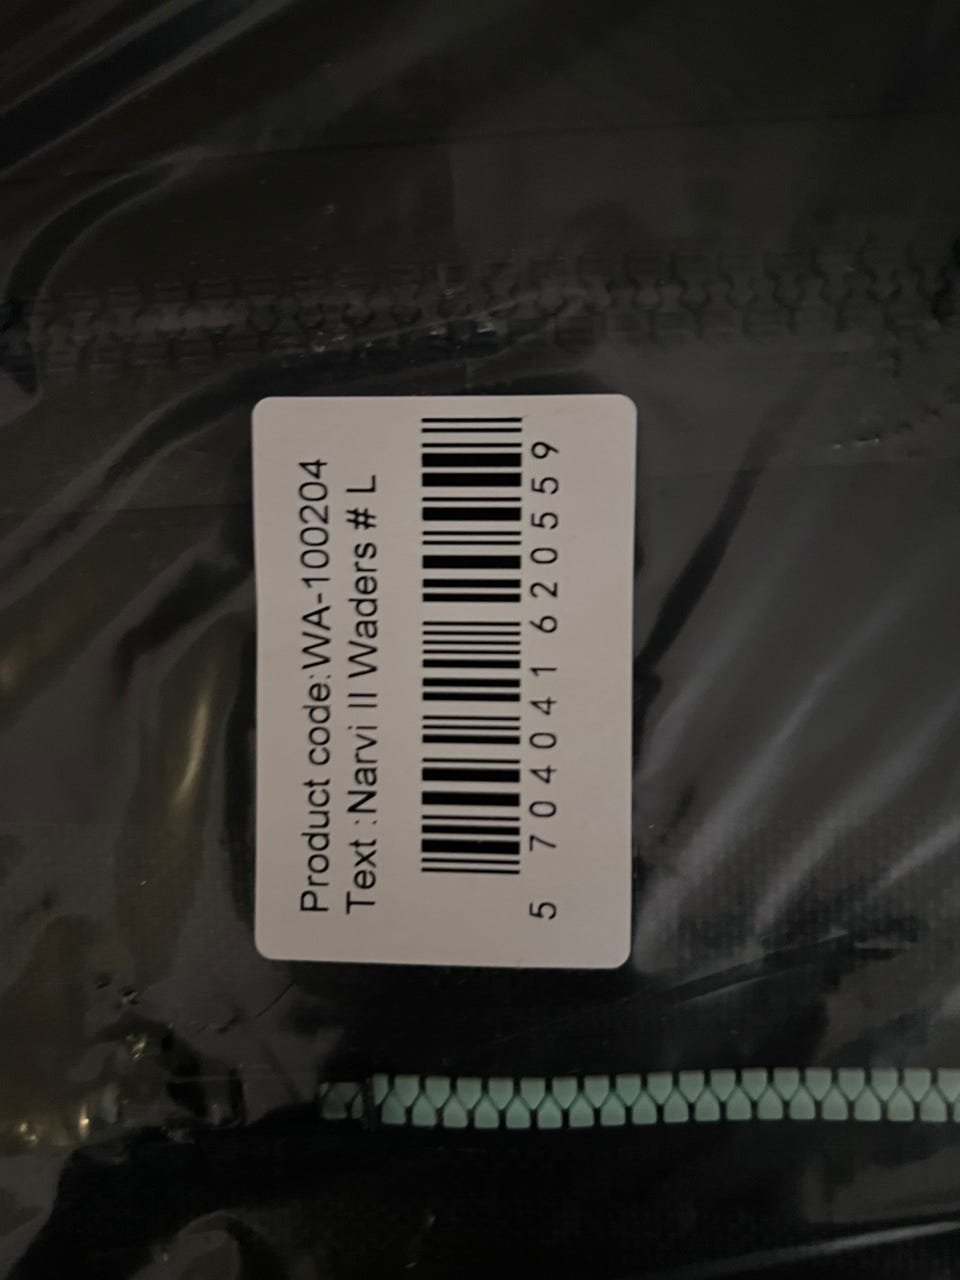 Product code:WA-100204
Text :Narvi II Waders # L
5 704041 620559